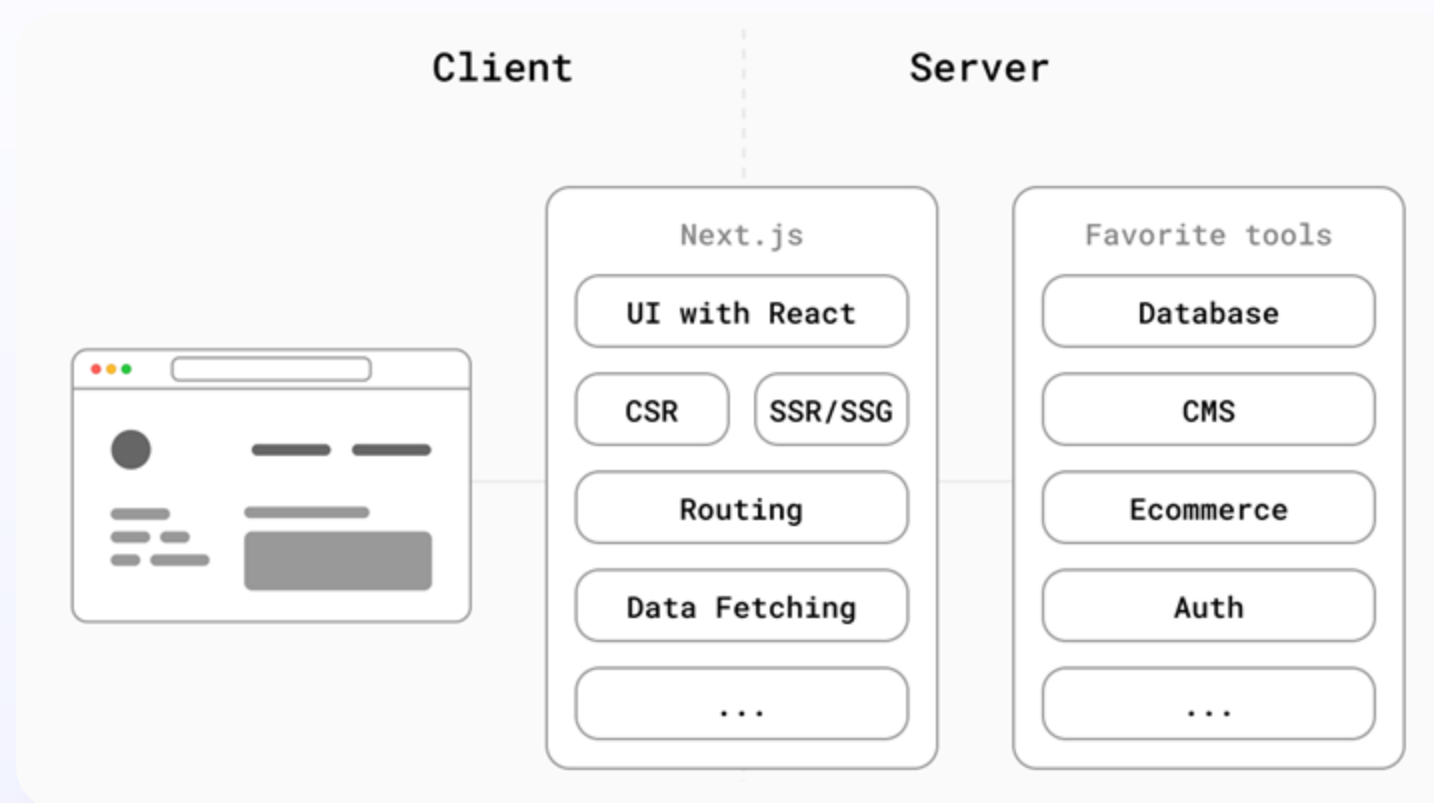 Client
Server
Next.js
UI with React
CSR
SSR/SSG
Routing
Data Fetching
...
Favorite tools
Database
CMS
Ecommerce
Auth
...